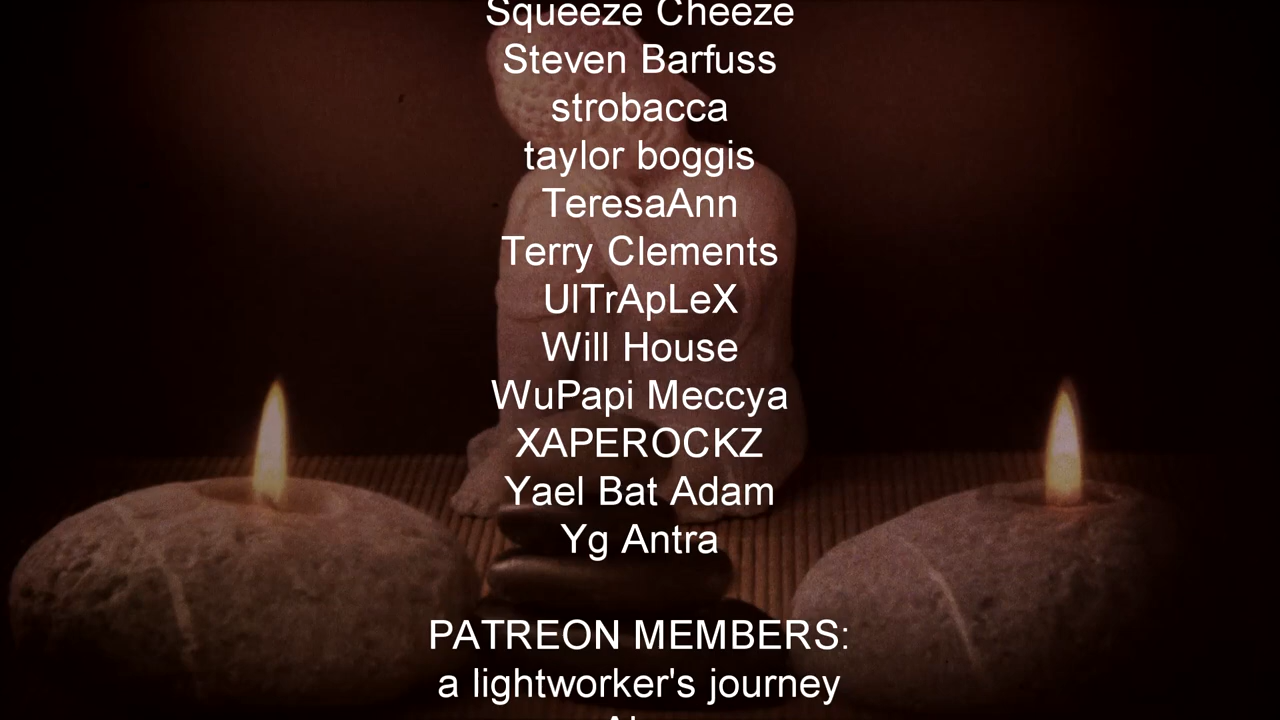 Squeeze Cheeze
Steven Barfuss
strobacca
taylor boggis
TeresaAnn
Terry Clements
UlTrApLeX
Will House
WuPapi Meccya
XAPEROCKZ
Yael Bat Adam
Yg Antra
PATREON MEMBERS:
a lightworker's journey